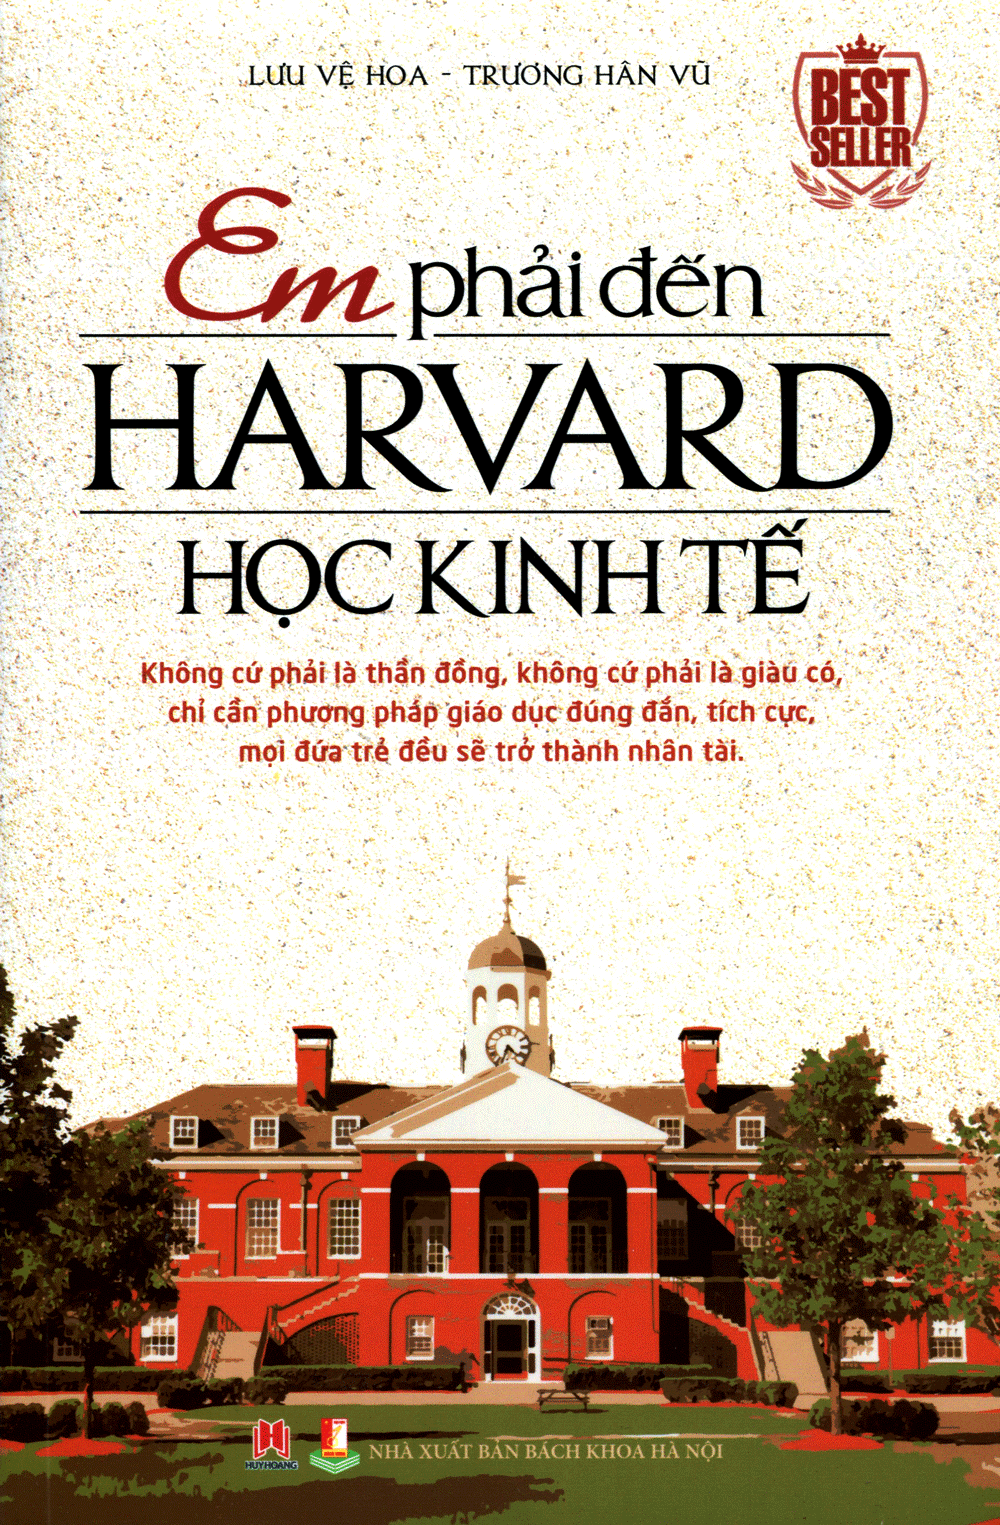 LƯU VỆ HOA - TRƯƠNG HÂN VŨ
BEST
SELLER
Em phải đến
HARVARD
HỌC KINH TẾ
Không cứ phải là thần đồng, không cứ phải là giàu có,
chỉ cần phương pháp giáo dục đúng đắn, tích cực,
mọi đứa trẻ đều sẽ trở thành nhân tài.
HUYHOANG
NHÀ XUẤT BẢN BÁCH KHOA HÀ NỘI